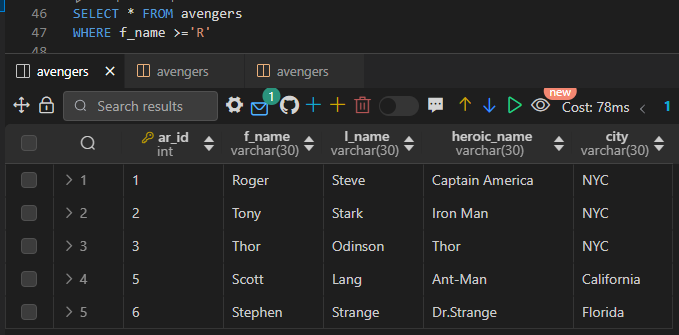 46 SELECT * FROM avengers
47 WHERE f_name >='R'
48
avengers avengers avengers
Search results 1 new Cost: 78ms 1
ar_id f_name l_name heroic_name city
int varchar(30) varchar(30) varchar(30) varchar(30)
1 1 Roger Steve Captain America NYC
2 2 Tony Stark Iron Man NYC
3 3 Thor Odinson Thor NYC
4 5 Scott Lang Ant-Man California
5 6 Stephen Strange Dr.Strange Florida